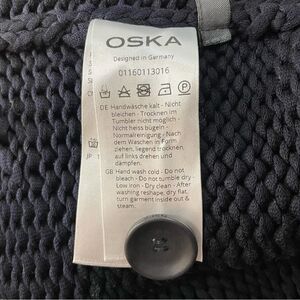 OSKA
Designed in Germany
01160113016
DE Handwäsche kalt - Nicht
bleichen - Trocknen im
Tumbler nicht möglich -
Nicht heiss bügeln -
Normalreinigung - Nach
dem Waschen in Form
ziehen, liegend trocknen,
auf links drehen und
dämpfen.
GB Hand wash cold - Do not
bleach - Do not tumble dry -
Low iron - Dry clean - After
washing reshape, dry flat,
turn garment inside out &
steam.
JP